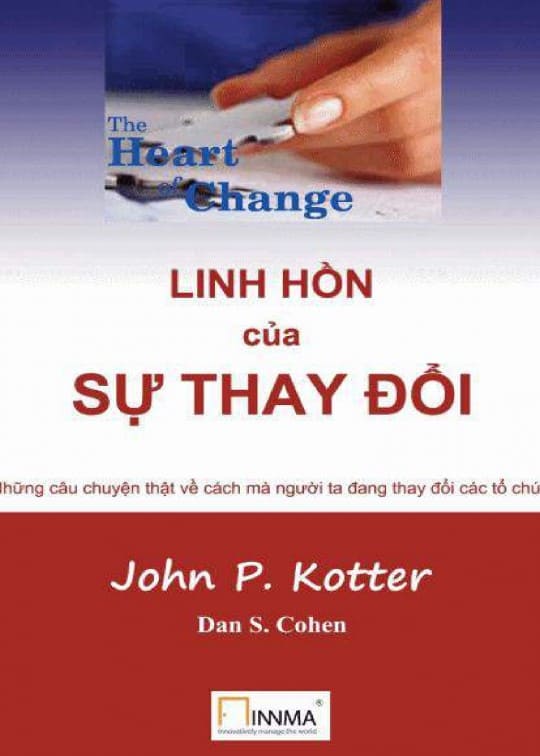 The
Heart
of
Change
LINH HỒN
của
SỰ THAY ĐỔI
hững câu chuyện thật về cách mà người ta đang thay đổi các tổ chứ
John P. Kotter
Dan S. Cohen
INNMA®
Innovatively manage the world